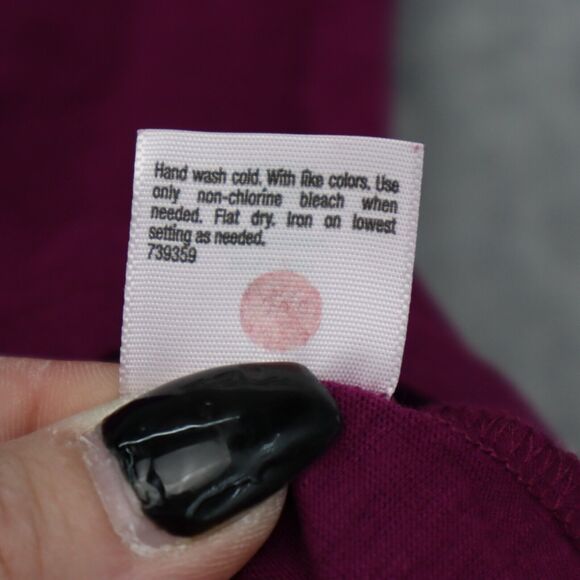 Hand wash cold. With like colors. Use
only non-chlorine bleach when
needed. Flat dry. Iron on lowest
setting as needed.
739359